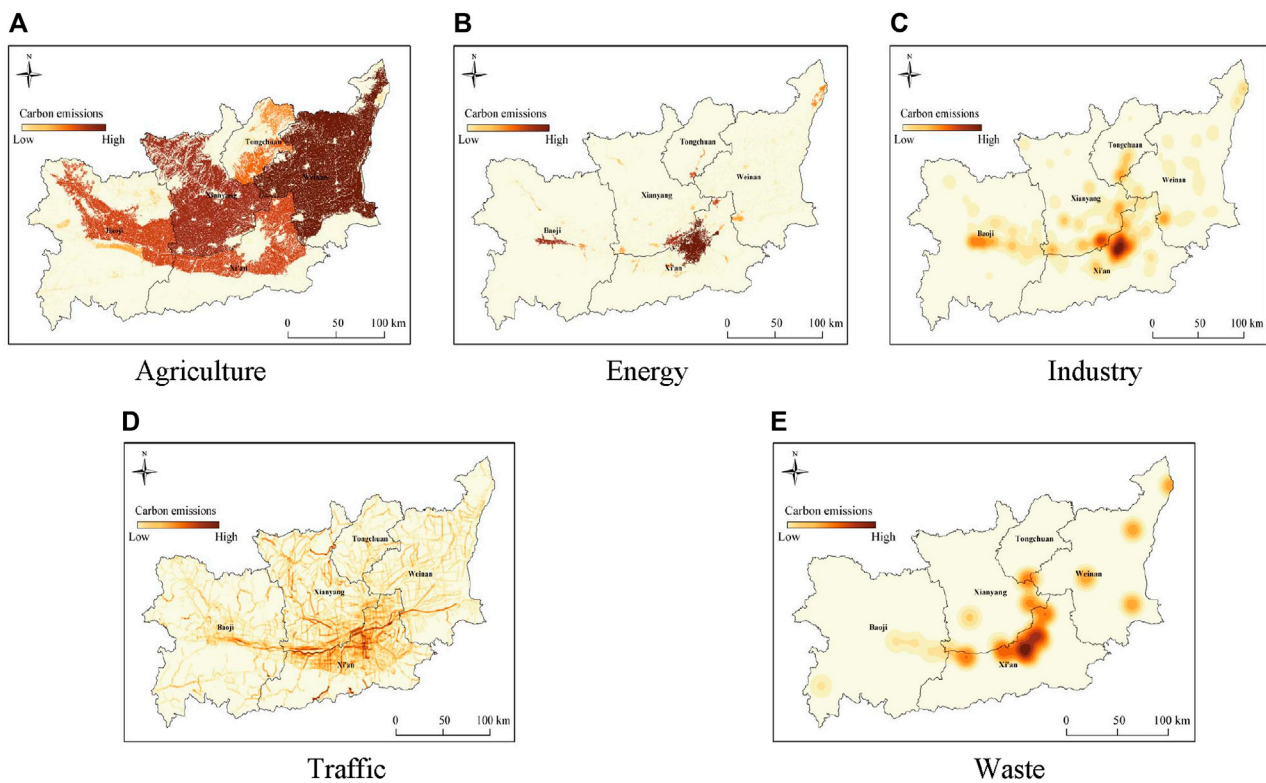 A
B
C
N
Carbon emissions
Low High
Tongchuan
Xianyang
Weinan
Baoji
Xi'an
0 50 100 km
N
Carbon emissions
Low High
Tongchuan
Xianyang
Weinan
Baoji
Xi'an
0 50 100 km
N
Carbon emissions
Low High
Tongchuan
Xianyang
Weinan
Baoji
Xi'an
0 50 100 km
Agriculture
Energy
Industry
D
E
N
Carbon emissions
Low High
Tongchuan
Weinan
Xianyang
Baoji
Xi'an
0 50 100 km
N
Carbon emissions
Low High
Tongchuan
Weinan
Xianyang
Baoji
Xi'an
0 50 100 km
Traffic
Waste